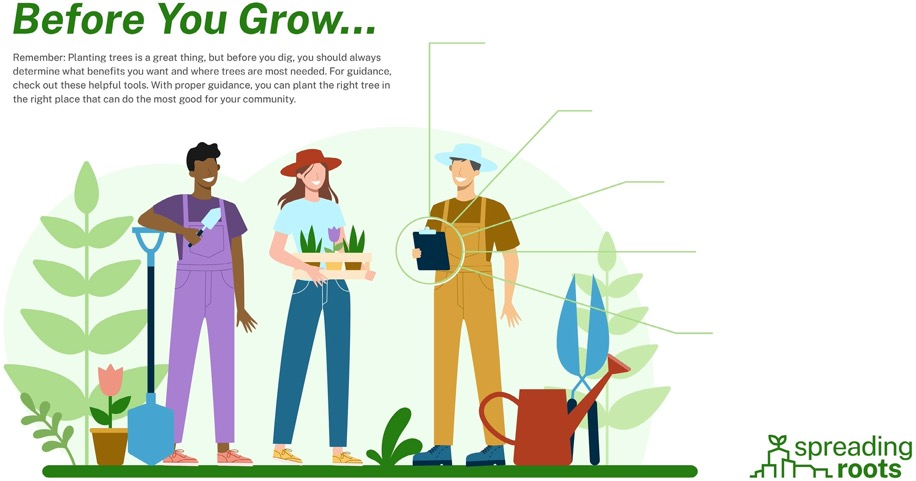 Before You Grow...
Remember: Planting trees is a great thing, but before you dig, you should always
determine what benefits you want and where trees are most needed. For guidance,
check out these helpful tools. With proper guidance, you can plant the right tree in
the right place that can do the most good for your community.
spreading
roots